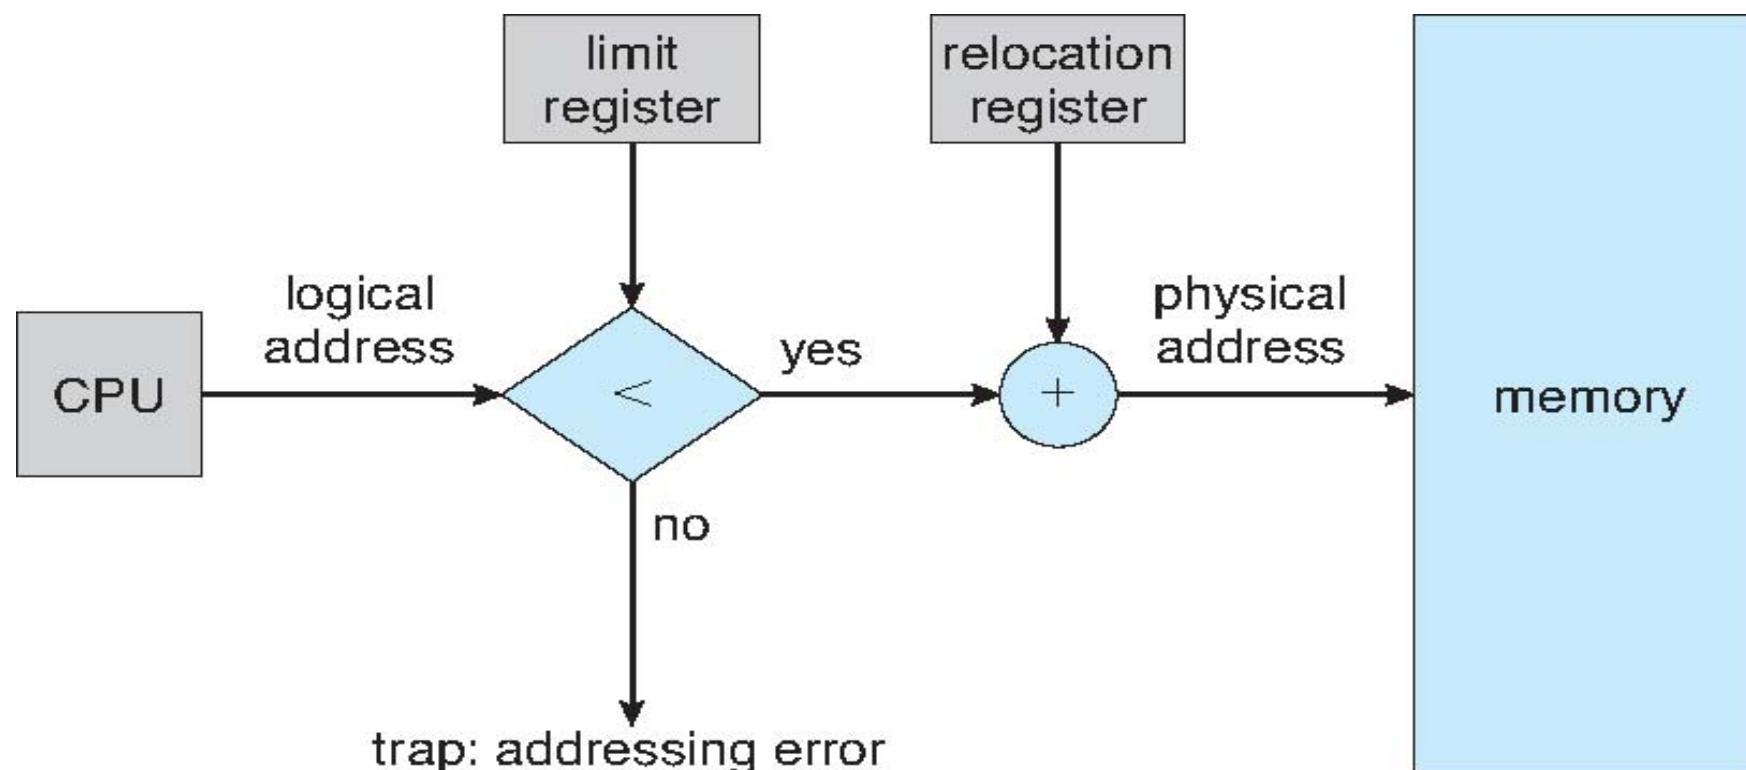 limit
register
relocation
register
logical
address
physical
address
CPU
<
yes
+
memory
no
trap: addressing error